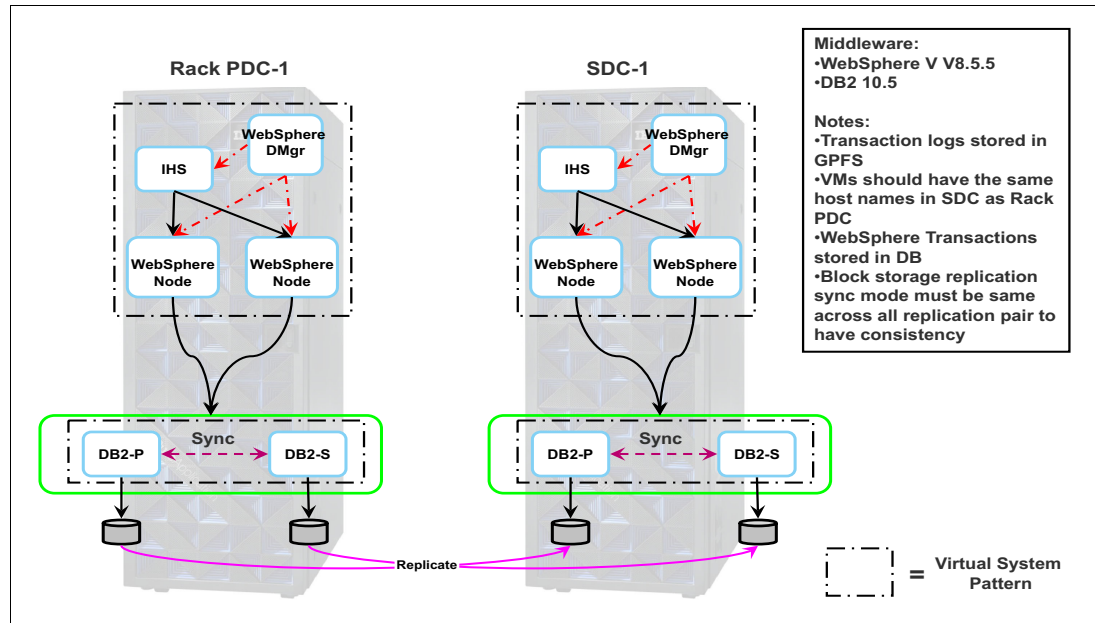 Rack PDC-1
WebSphere
DMgr
IHS
WebSphere
Node
WebSphere
Node
Sync
DB2-P
DB2-S
SDC-1
WebSphere
DMgr
IHS
WebSphere
Node
WebSphere
Node
Sync
DB2-P
DB2-S
Replicate
Middleware:
•WebSphere V V8.5.5
•DB2 10.5
Notes:
•Transaction logs stored in
GPFS
•VMs should have the same
host names in SDC as Rack
PDC
•WebSphere Transactions
stored in DB
•Block storage replication
sync mode must be same
across all replication pair to
have consistency
= Virtual System
Pattern